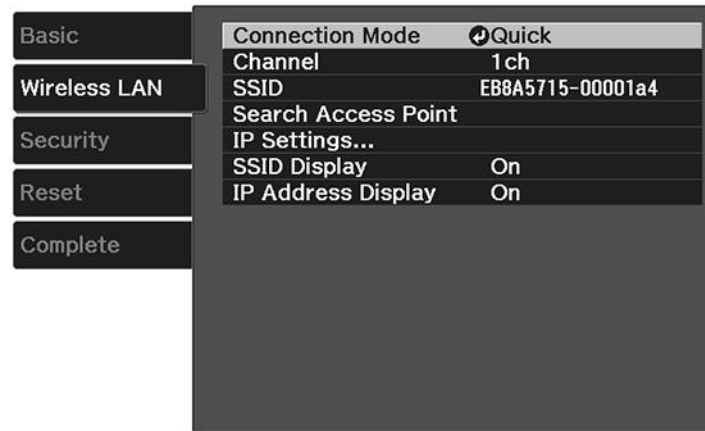 Basic
Wireless LAN
Security
Reset
Complete
Connection Mode Quick
Channel 1ch
SSID EB8A5715-00001a4
Search Access Point
IP Settings...
SSID Display On
IP Address Display On